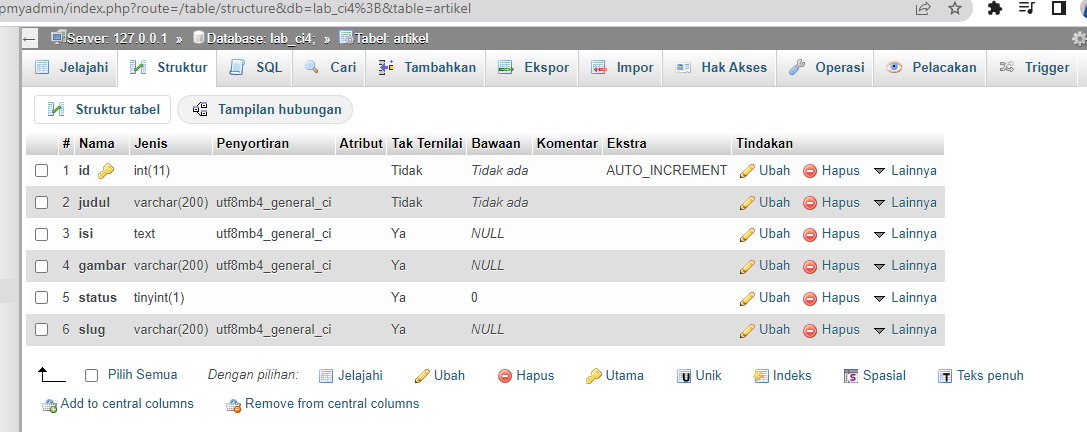 pmyadmin/index.php?route=/table/structure&db=lab_ci4%3B&table=artikel
Server: 127.0.0.1 » Database: lab_ci4; » Tabel: artikel
Jelajahi Struktur SQL Cari Tambahkan Ekspor Impor Hak Akses Operasi Pelacakan Trigger
Struktur tabel Tampilan hubungan
# Nama Jenis Penyortiran Atribut Tak Ternilai Bawaan Komentar Ekstra Tindakan
1 id int(11) Tidak Tidak ada AUTO_INCREMENT Ubah Hapus Lainnya
2 judul varchar(200) utf8mb4_general_ci Tidak Tidak ada Ubah Hapus Lainnya
3 isi text utf8mb4_general_ci Ya NULL Ubah Hapus Lainnya
4 gambar varchar(200) utf8mb4_general_ci Ya NULL Ubah Hapus Lainnya
5 status tinyint(1) Ya 0 Ubah Hapus Lainnya
6 slug varchar(200) utf8mb4_general_ci Ya NULL Ubah Hapus Lainnya
Pilih Semua Dengan pilihan: Jelajahi Ubah Hapus Utama Unik Indeks Spasial Teks penuh
Add to central columns Remove from central columns